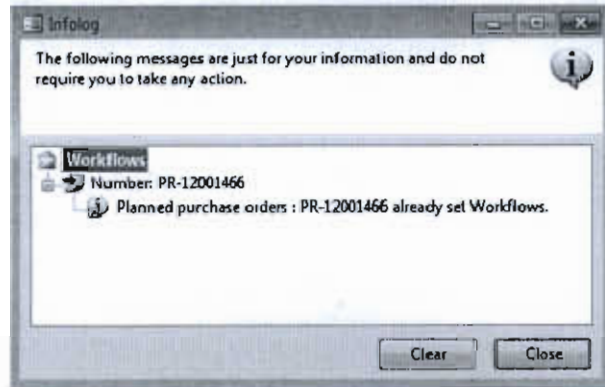 Infolog
The following messages are just for your information and do not
require you to take any action.
Workflows
Number: PR-12001466
Planned purchase orders : PR-12001466 already set Workflows.
Clear
Close